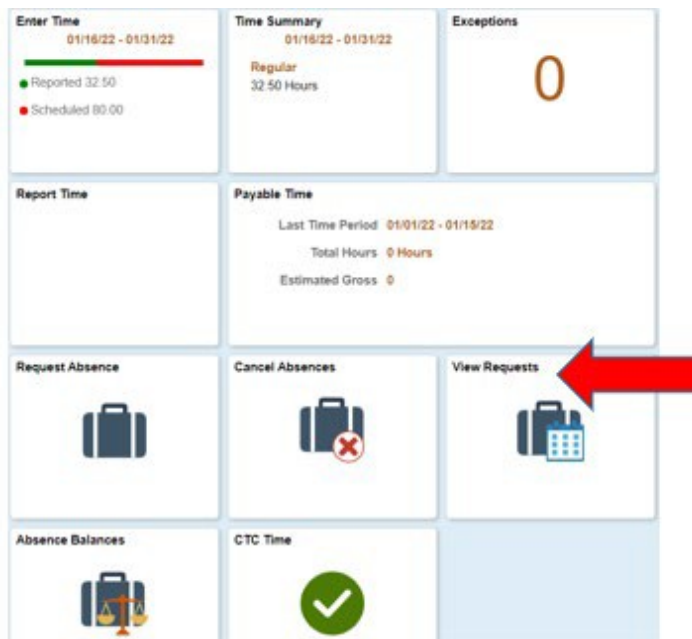 Enter Time
01/16/22 - 01/31/22
Reported 32.50
Scheduled 80.00
Time Summary
01/16/22 - 01/31/22
Regular
32.50 Hours
Exceptions
0
Report Time
Payable Time
Last Time Period 01/01/22 - 01/15/22
Total Hours 0 Hours
Estimated Gross 0
Request Absence
Cancel Absences
View Requests
Absence Balances
CTC Time